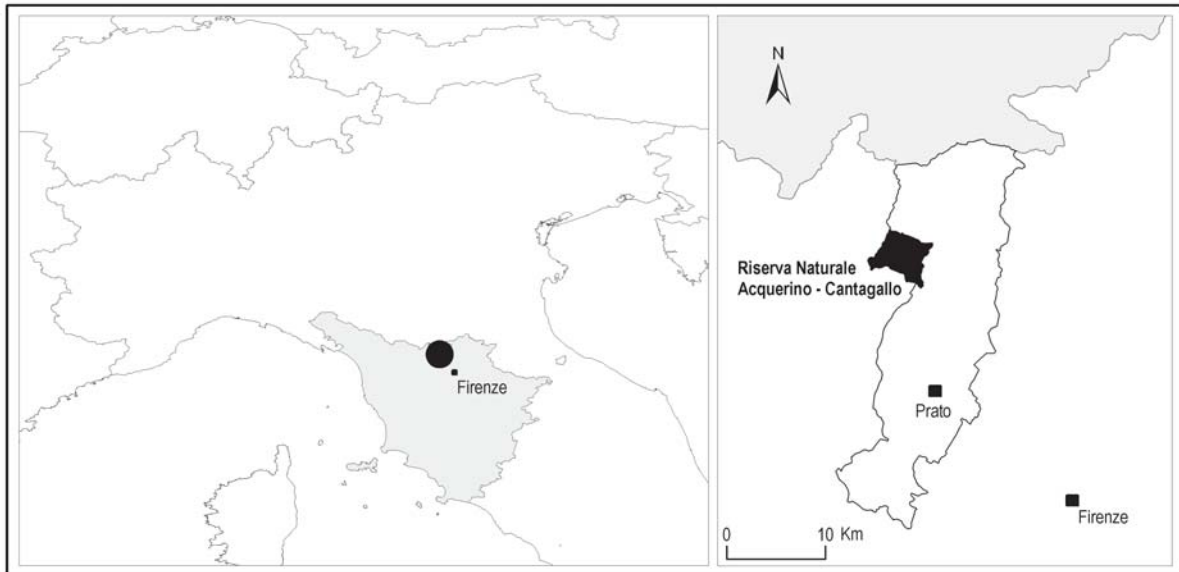 Firenze
N
Riserva Naturale
Acquerino - Cantagallo
Prato
Firenze
0 10 Km